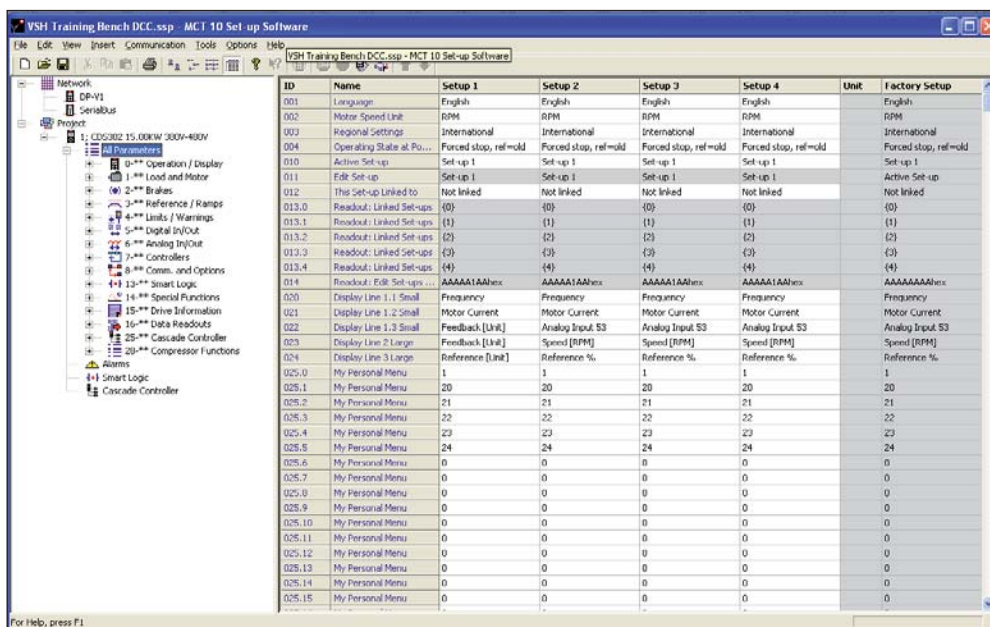 VSH Training Bench DCC.ssp - MCT 10 Set-up Software
File Edit View Insert Communication Tools Options Help
VSH Training Bench DCC.ssp - MCT 10 Set-up Software
Network
DP-V1
SerialBus
Project
1; CDS302 15.00KW 380V-480V
All Parameters
0-** Operation / Display
1-** Load and Motor
2-** Brakes
3-** Reference / Ramps
4-** Limits / Warnings
5-** Digital In/Out
6-** Analog In/Out
7-** Controllers
8-** Comm. and Options
13-** Smart Logic
14-** Special Functions
15-** Drive Information
16-** Data Readouts
25-** Cascade Controller
28-** Compressor Functions
Alarms
Smart Logic
Cascade Controller
ID Name Setup 1 Setup 2 Setup 3 Setup 4 Unit Factory Setup
001 Language English English English English English
002 Motor Speed Unit RPM RPM RPM RPM RPM
003 Regional Settings International International International International International
004 Operating State at Po... Forced stop, ref=old Forced stop, ref=old Forced stop, ref=old Forced stop, ref=old Forced stop, ref=old
010 Active Set-up Set-up 1 Set-up 1 Set-up 1 Set-up 1 Set-up 1
011 Edit Set-up Set-up 1 Set-up 1 Set-up 1 Set-up 1 Active Set-up
012 This Set-up Linked to Not linked Not linked Not linked Not linked Not linked
013.0 Readout: Linked Set-ups {0} {0} {0} {0} {0}
013.1 Readout: Linked Set-ups {1} {1} {1} {1} {1}
013.2 Readout: Linked Set-ups {2} {2} {2} {2} {2}
013.3 Readout: Linked Set-ups {3} {3} {3} {3} {3}
013.4 Readout: Linked Set-ups {4} {4} {4} {4} {4}
014 Readout: Edit Set-ups ... AAAAA1AAhex AAAAA1AAhex AAAAA1AAhex AAAAA1AAhex AAAAAAAAhex
020 Display Line 1.1 Small Frequency Frequency Frequency Frequency Frequency
021 Display Line 1.2 Small Motor Current Motor Current Motor Current Motor Current Motor Current
022 Display Line 1.3 Small Feedback [Unit] Analog Input 53 Analog Input 53 Analog Input 53 Analog Input 53
023 Display Line 2 Large Feedback [Unit] Speed [RPM] Speed [RPM] Speed [RPM] Speed [RPM]
024 Display Line 3 Large Reference [Unit] Reference % Reference % Reference % Reference %
025.0 My Personal Menu 1 1 1 1 1
025.1 My Personal Menu 20 20 20 20 20
025.2 My Personal Menu 21 21 21 21 21
025.3 My Personal Menu 22 22 22 22 22
025.4 My Personal Menu 23 23 23 23 23
025.5 My Personal Menu 24 24 24 24 24
025.6 My Personal Menu 0 0 0 0 0
025.7 My Personal Menu 0 0 0 0 0
025.8 My Personal Menu 0 0 0 0 0
025.9 My Personal Menu 0 0 0 0 0
025.10 My Personal Menu 0 0 0 0 0
025.11 My Personal Menu 0 0 0 0 0
025.12 My Personal Menu 0 0 0 0 0
025.13 My Personal Menu 0 0 0 0 0
025.14 My Personal Menu 0 0 0 0 0
025.15 My Personal Menu 0 0 0 0 0
For Help, press F1